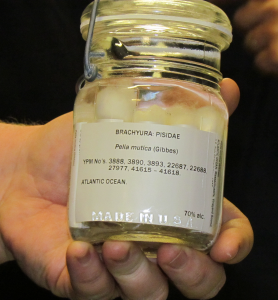 BRACHYURA: PISIDAE
Pelia mutica (Gibbes)
YPM No's. 3888, 3890, 3893, 22687, 22688
27977, 41615 - 41618
ATLANTIC OCEAN
70% alc.
MADE IN U.S.A